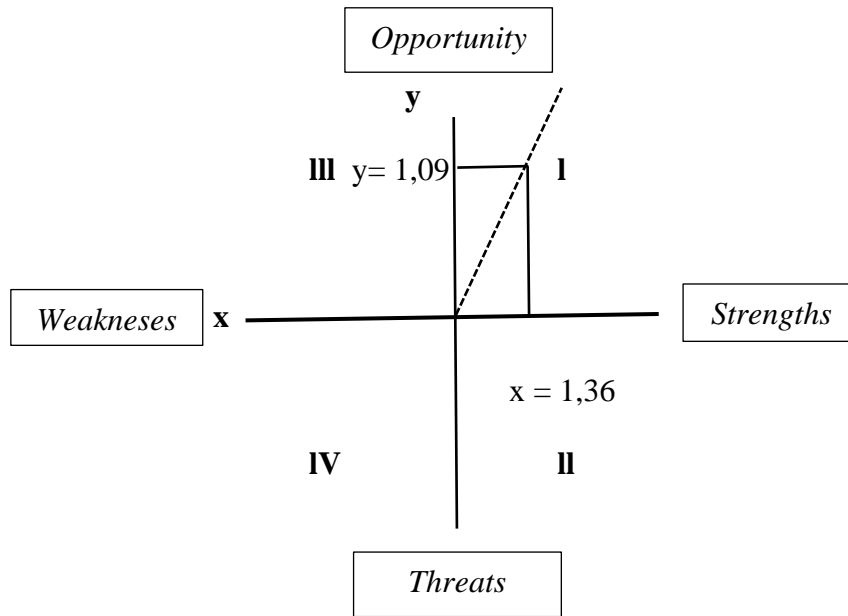 Opportunity
y
lll y= 1,09 l
Weakneses x Strengths
x = 1,36
lV ll
Threats